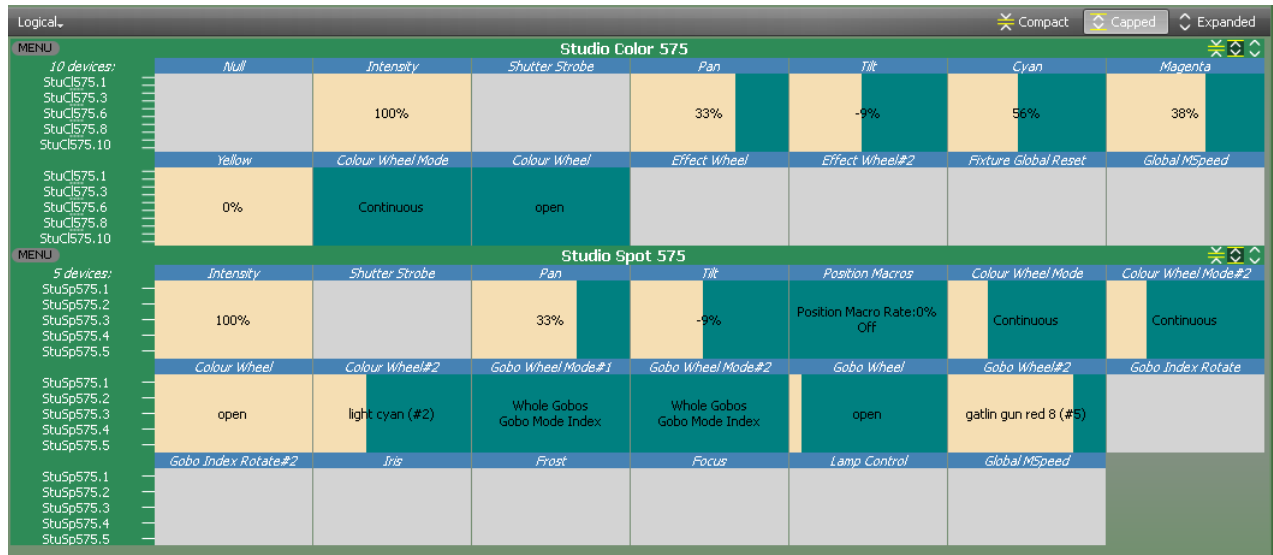 Logical
Compact Capped Expanded
MENU Studio Color 575
10 devices: Null Intensity Shutter Strobe Pan Tilt Cyan Magenta
StuCl575.1
StuCl575.3
StuCl575.6 100% 33% -9% 56% 38%
StuCl575.8
StuCl575.10
Yellow Colour Wheel Mode Colour Wheel Effect Wheel Effect Wheel#2 Fixture Global Reset Global MSpeed
StuCl575.1
StuCl575.3
StuCl575.6 0% Continuous open
StuCl575.8
StuCl575.10
MENU Studio Spot 575
5 devices: Intensity Shutter Strobe Pan Tilt Position Macros Colour Wheel Mode Colour Wheel Mode#2
StuSp575.1
StuSp575.2
StuSp575.3 100% 33% -9% Position Macro Rate:0% Off Continuous Continuous
StuSp575.4
StuSp575.5
Colour Wheel Colour Wheel#2 Gobo Wheel Mode#1 Gobo Wheel Mode#2 Gobo Wheel Gobo Wheel#2 Gobo Index Rotate
StuSp575.1
StuSp575.2
StuSp575.3 open light cyan (#2) Whole Gobos Gobo Mode Index Whole Gobos Gobo Mode Index open gatlin gun red 8 (#5)
StuSp575.4
StuSp575.5
Gobo Index Rotate#2 Iris Frost Focus Lamp Control Global MSpeed
StuSp575.1
StuSp575.2
StuSp575.3
StuSp575.4
StuSp575.5